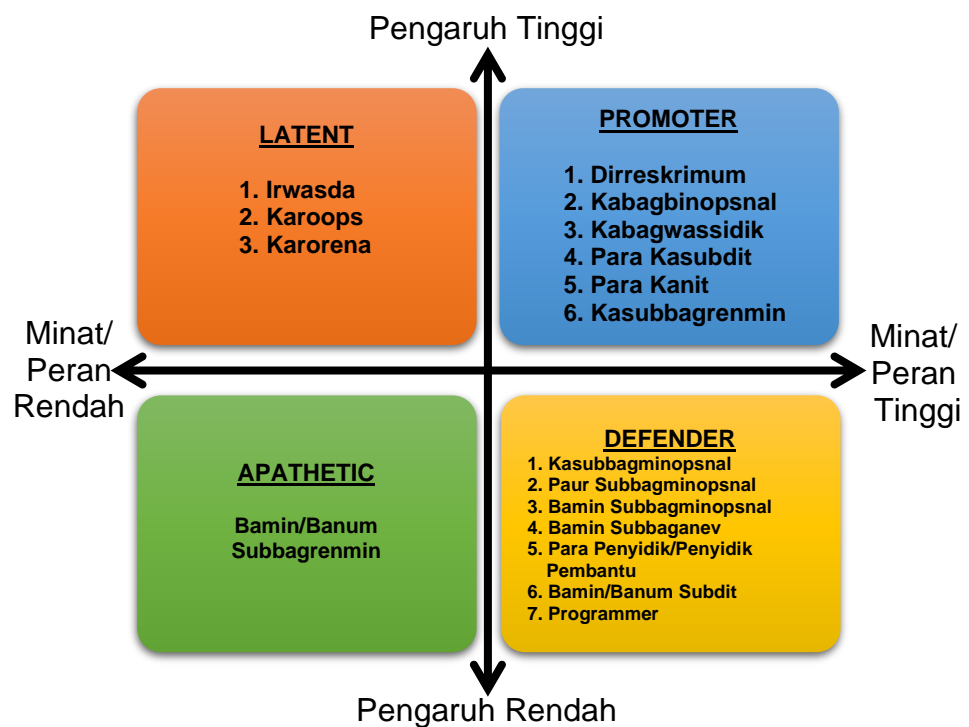 Pengaruh Tinggi
LATENT
1. Irwasda
2. Karoops
3. Karorena
PROMOTER
1. Dirreskrimum
2. Kabagbinopsnal
3. Kabagwassidik
4. Para Kasubdit
5. Para Kanit
6. Kasubbagrenmin
Minat/
Peran
Rendah
Minat/
Peran
Tinggi
APATHETIC
Bamin/Banum
Subbagrenmin
DEFENDER
1. Kasubbagminopsnal
2. Paur Subbagminopsnal
3. Bamin Subbagminopsnal
4. Bamin Subbaganev
5. Para Penyidik/Penyidik
Pembantu
6. Bamin/Banum Subdit
7. Programmer
Pengaruh Rendah